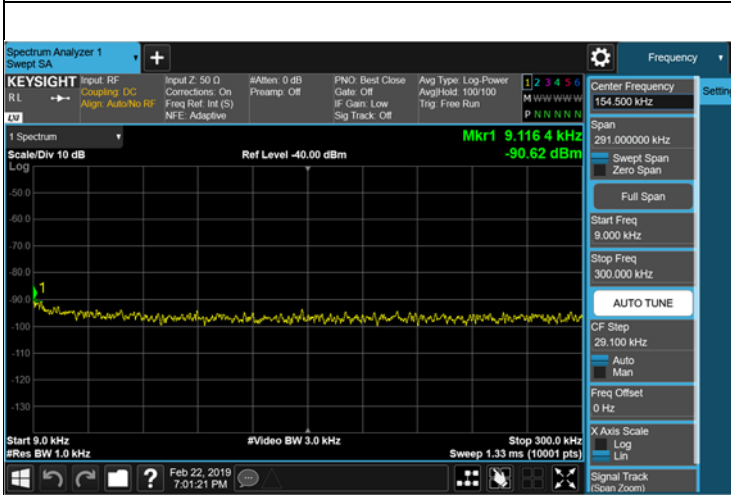 Spectrum Analyzer 1
Swept SA
+
Frequency
KEYSIGHT
RL
LXI
Input: RF
Coupling: DC
Align: Auto/No RF
Input Z: 50 Ω
Corrections: On
Freq Ref: Int (S)
NFE: Adaptive
#Atten: 0 dB
Preamp: Off
PNO: Best Close
Gate: Off
IF Gain: Low
Sig Track: Off
Avg Type: Log-Power
Avg|Hold: 100/100
Trig: Free Run
1 2 3 4 5 6
M W W W W W
P N N N N N
1 Spectrum
Scale/Div 10 dB
Log
Ref Level -40.00 dBm
Mkr1 9.116 4 kHz
-90.62 dBm
-50.0
-60.0
-70.0
-80.0
-90.0
-100
-110
-120
-130
1
Start 9.0 kHz
#Res BW 1.0 kHz
#Video BW 3.0 kHz
Stop 300.0 kHz
Sweep 1.33 ms (10001 pts)
Center Frequency
154.500 kHz
Span
291.000000 kHz
Swept Span
Zero Span
Full Span
Start Freq
9.000 kHz
Stop Freq
300.000 kHz
AUTO TUNE
CF Step
29.100 kHz
Auto
Man
Freq Offset
0 Hz
X Axis Scale
Log
Lin
Signal Track
(Span Zoom)
Setting
?
Feb 22, 2019
7:01:21 PM